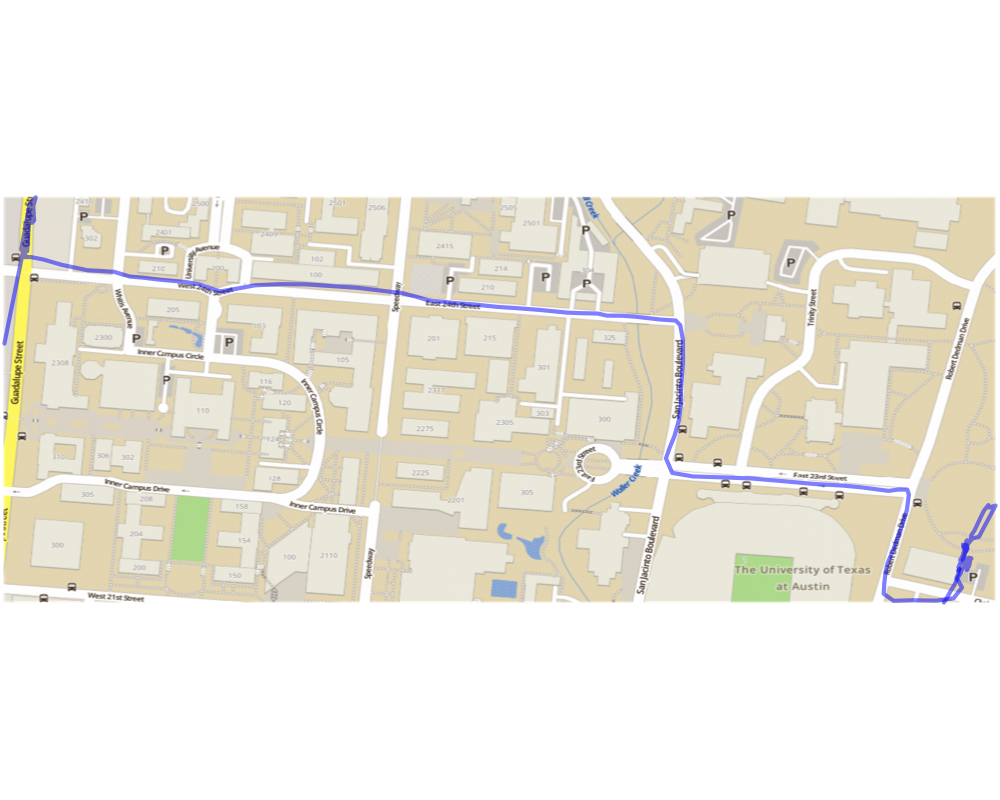 Guadalupe St
241
P
302
2500
2401
P
210
University Avenue
200
2409
2501
2506
102
100
2415
P
214
210
2505
2501
P
P
P
P
P
West 24th Street
East 24th Street
Speedway
Whitis Avenue
205
103
P
P
2300
2308
Inner Campus Circle
Inner Campus Circle
105
116
120
P
110
124
128
310
306
302
201
215
2317
2275
2305
301
303
325
300
2225
2201
305
East 23rd Street
Waller Creek
San Jacinto Boulevard
San Jacinto Boulevard
Trinity Street
Robert Dedman Drive
Robert Dedman Drive
East 23rd Street
Guadalupe Street
Inner Campus Drive
Inner Campus Drive
305
208
204
200
158
154
150
100
2110
300
Speedway
West 21st Street
The University of Texas
at Austin
P